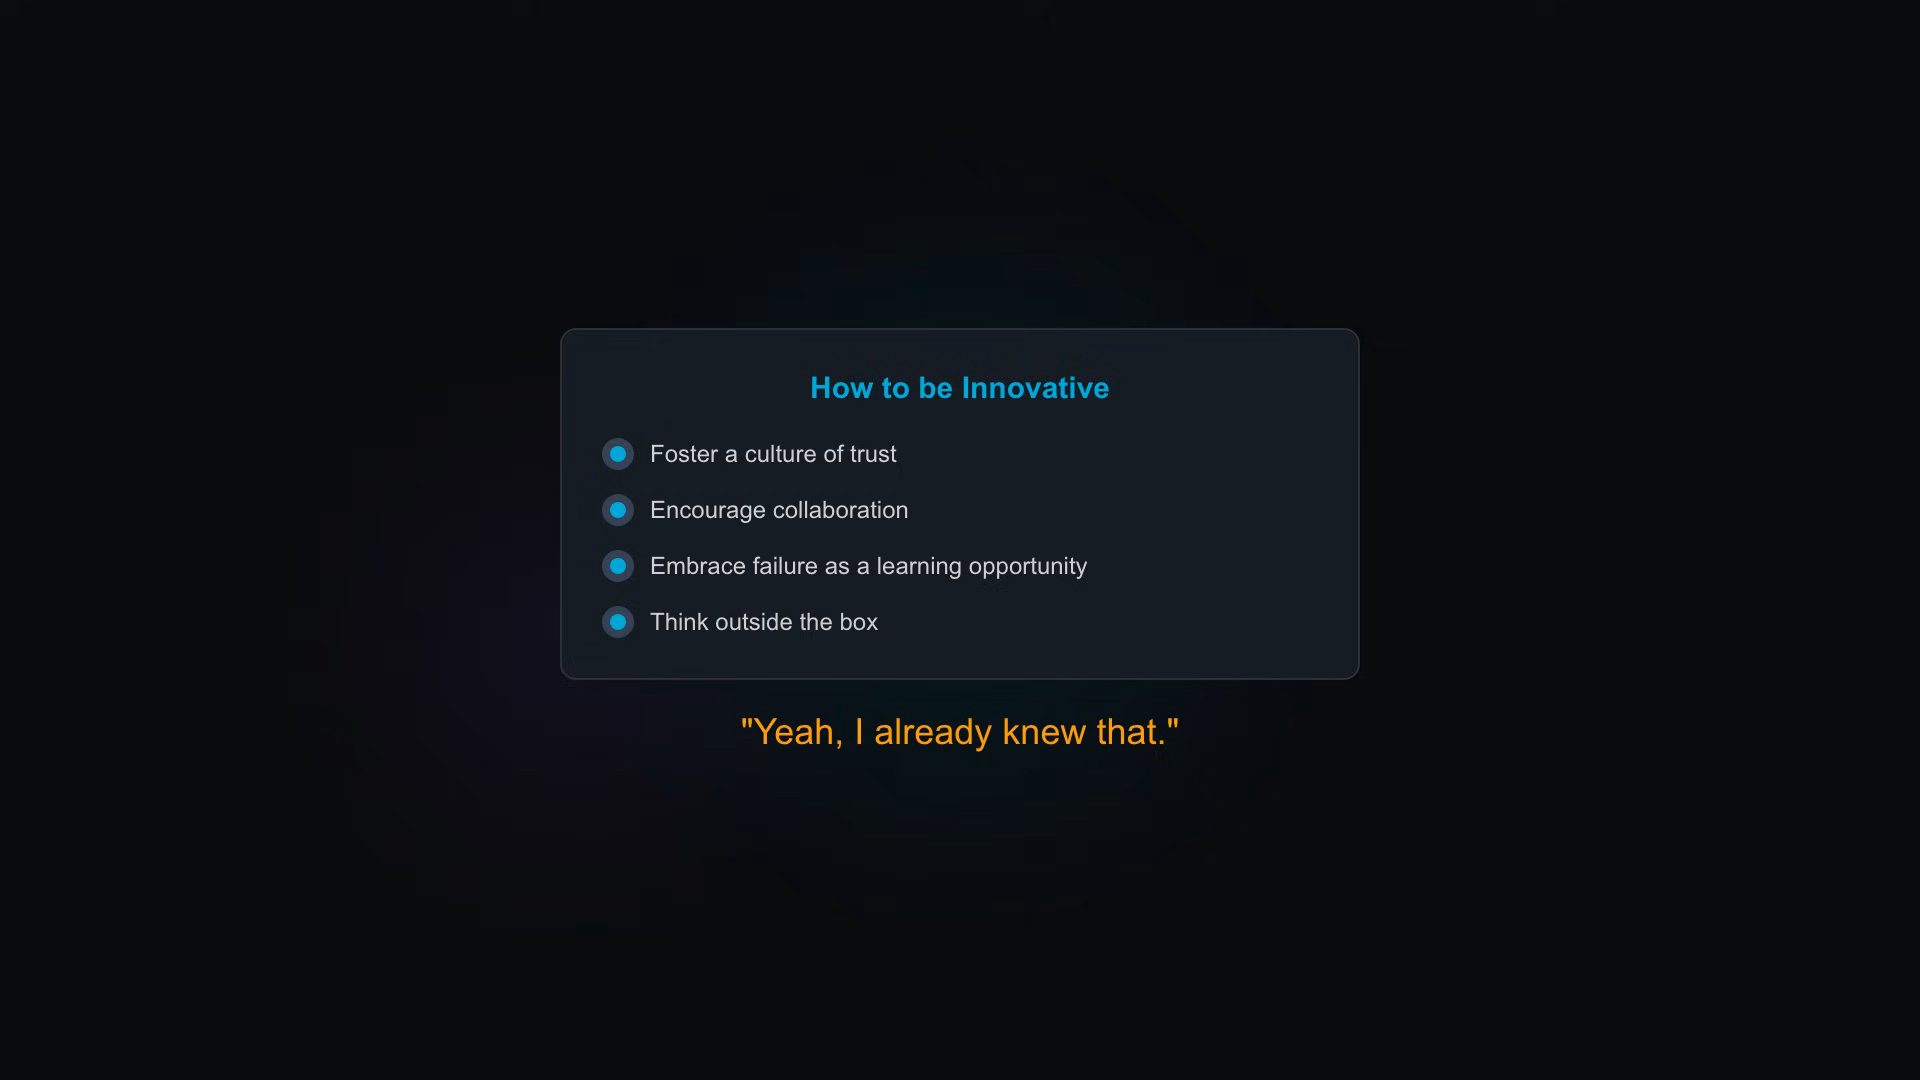 How to be Innovative
Foster a culture of trust
Encourage collaboration
Embrace failure as a learning opportunity
Think outside the box
"Yeah, I already knew that."